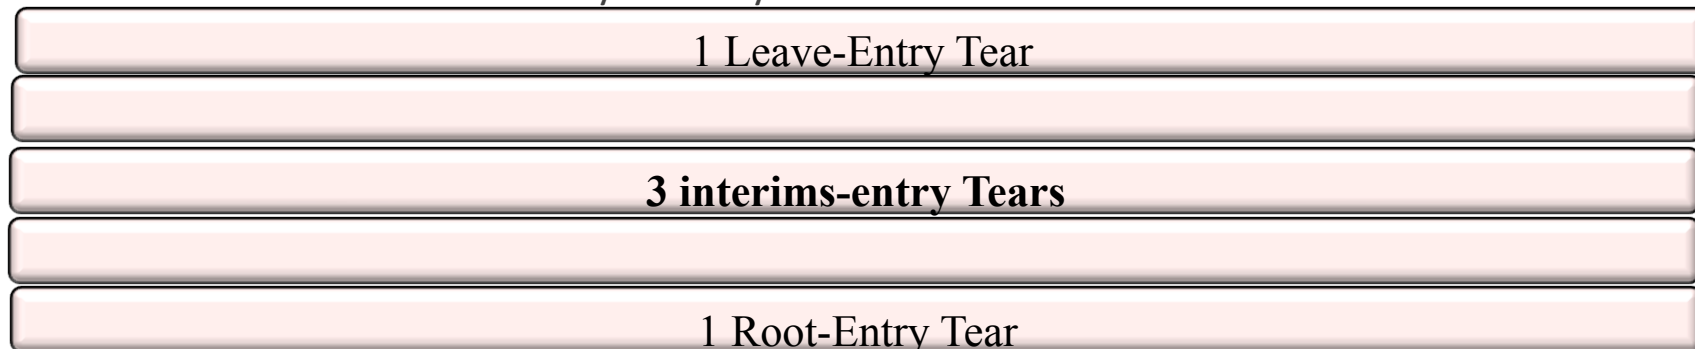 1 Leave-Entry Tear
3 interims-entry Tears
1 Root-Entry Tear